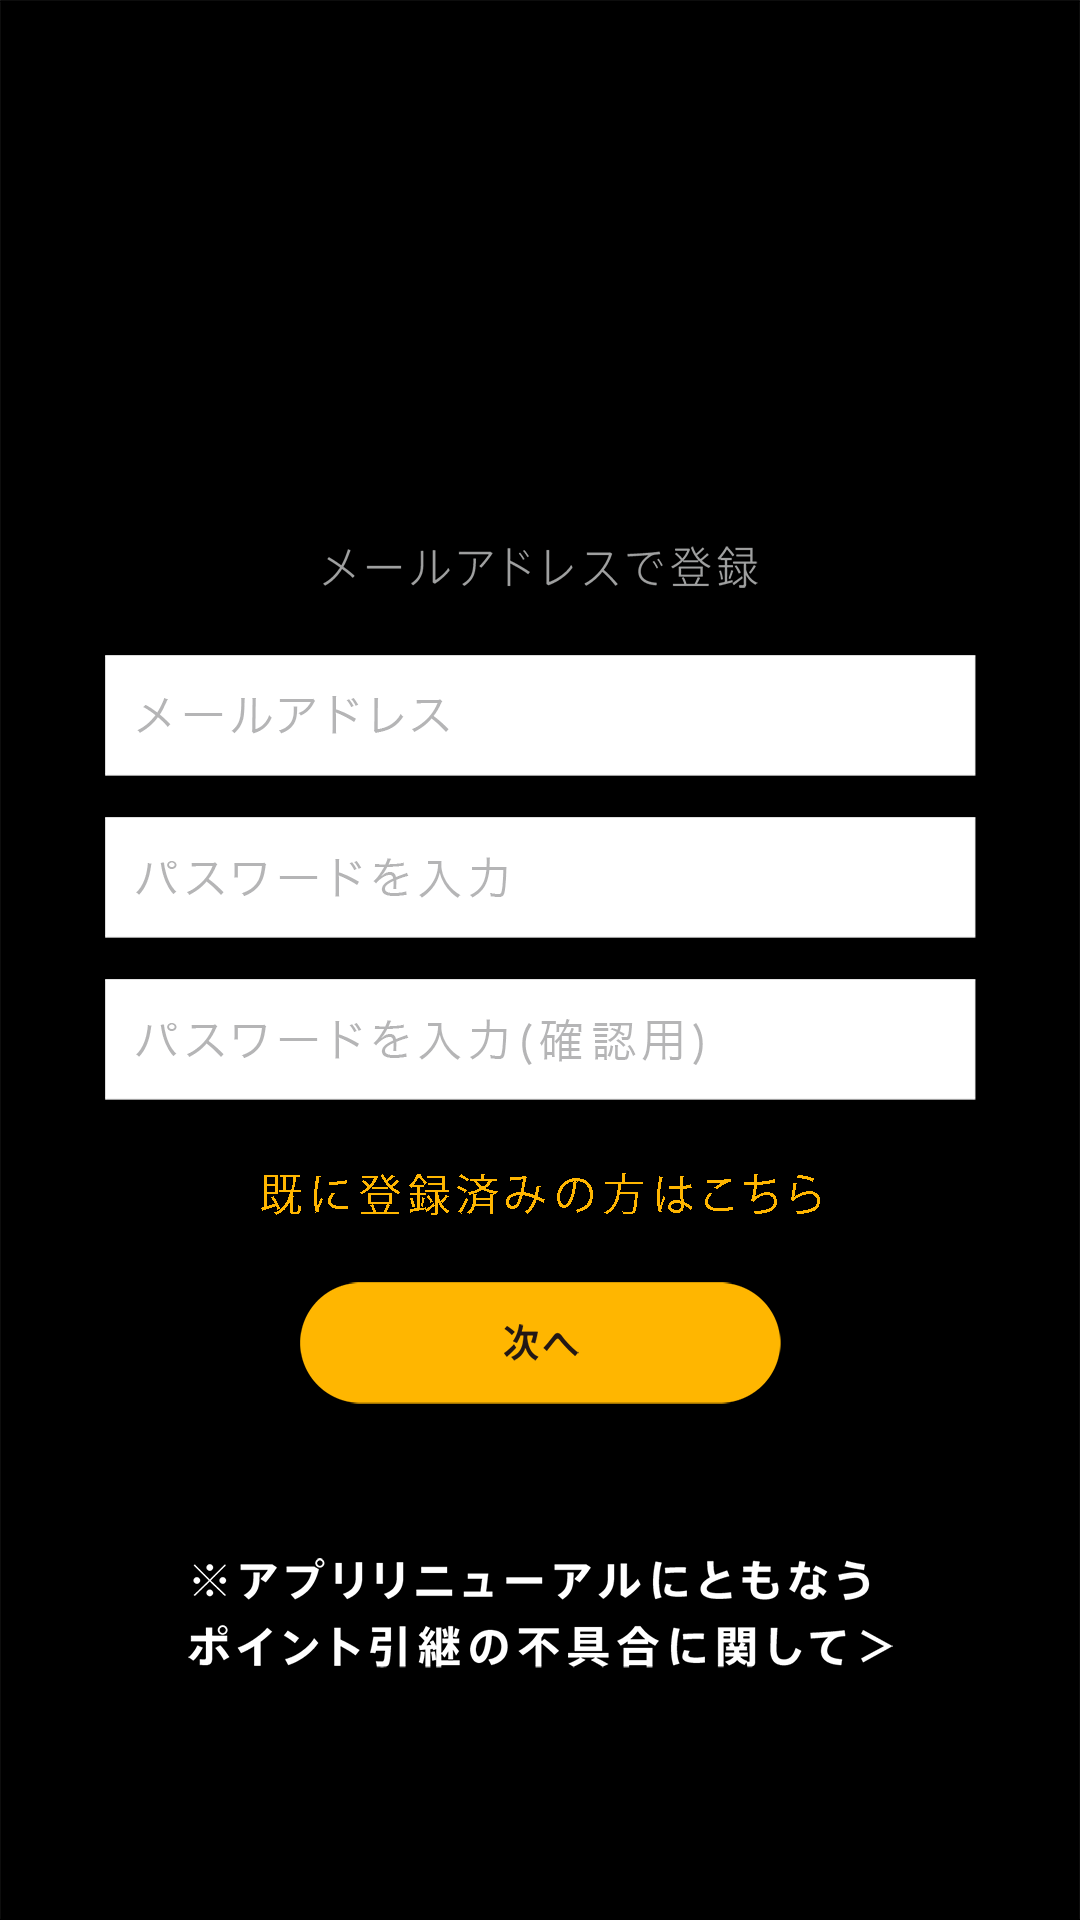 メールアドレスで登録
メールアドレス
パスワードを入力
パスワードを入力(確認用)
既に登録済みの方はこちら
次へ
※アプリリニューアルにともなう
ポイント引継の不具合に関して＞